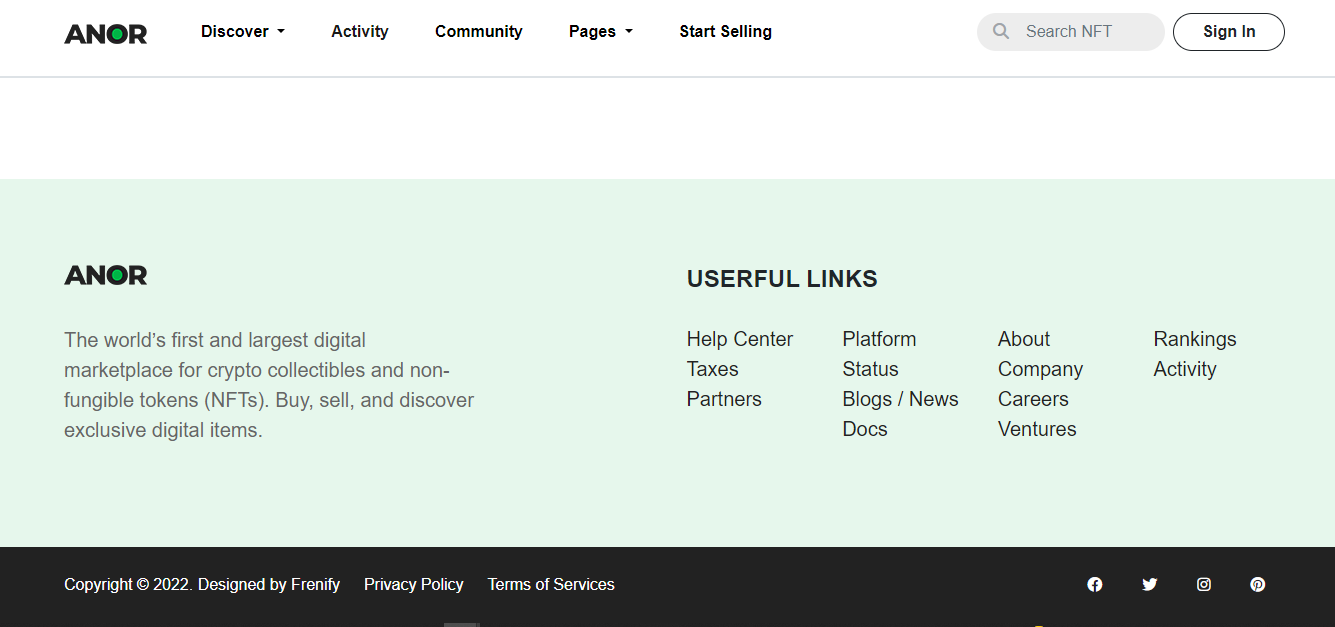 ANOR Discover Activity Community Pages Start Selling Search NFT Sign In
ANOR
The world’s first and largest digital
marketplace for crypto collectibles and non-
fungible tokens (NFTs). Buy, sell, and discover
exclusive digital items.
USERFUL LINKS
Help Center Platform About Rankings
Taxes Status Company Activity
Partners Blogs / News Careers
Docs Ventures
Copyright © 2022. Designed by Frenify Privacy Policy Terms of Services